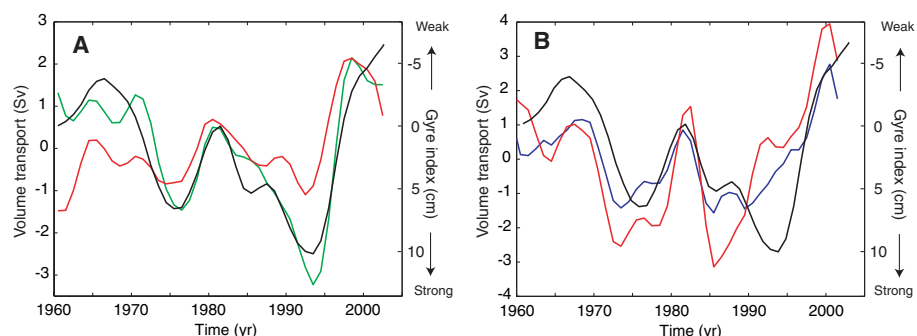 A
3
2
1
0
-1
-2
-3
1960
1970
1980
1990
2000
Time (yr)
Volume transport (Sv)
Weak
-5
0
5
10
Strong
Gyre index (cm)
B
4
3
2
1
0
-1
-2
-3
-4
1960
1970
1980
1990
2000
Time (yr)
Volume transport (Sv)
Weak
-5
0
5
10
Strong
Gyre index (cm)